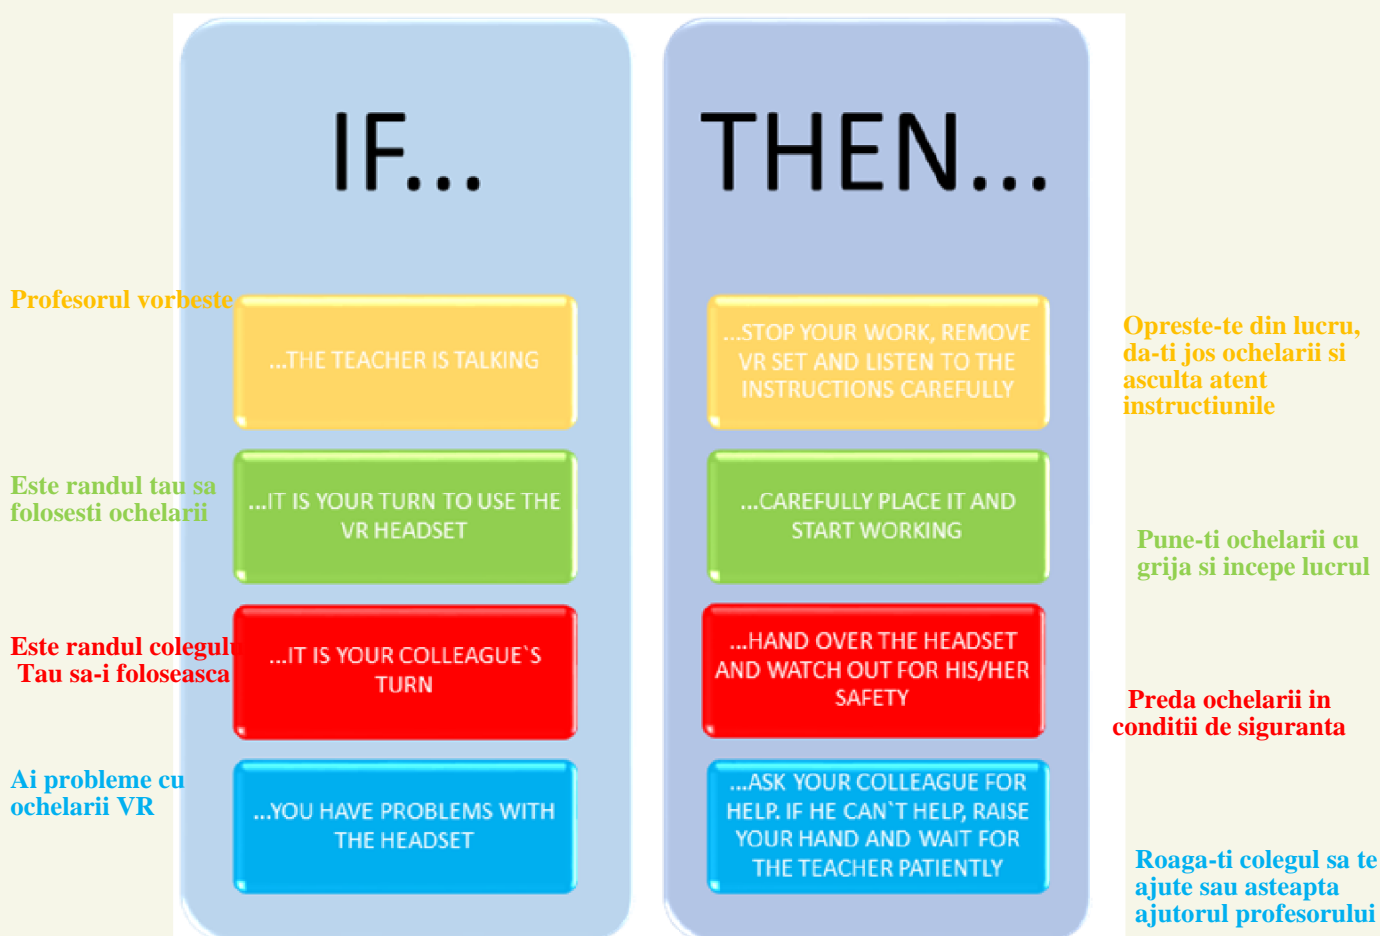 IF...
THEN...
Profesorul vorbeste
...THE TEACHER IS TALKING
...STOP YOUR WORK, REMOVE
VR SET AND LISTEN TO THE
INSTRUCTIONS CAREFULLY
Opreste-te din lucru,
da-ti jos ochelarii si
asculta atent
instructiunile
Este randul tau sa
folosesti ochelarii
...IT IS YOUR TURN TO USE THE
VR HEADSET
...CAREFULLY PLACE IT AND
START WORKING
Pune-ti ochelarii cu
grija si incepe lucrul
Este randul colegulu
Tau sa-i foloseasca
...IT IS YOUR COLLEAGUE`S
TURN
...HAND OVER THE HEADSET
AND WATCH OUT FOR HIS/HER
SAFETY
Preda ochelarii in
conditii de siguranta
Ai probleme cu
ochelarii VR
...YOU HAVE PROBLEMS WITH
THE HEADSET
...ASK YOUR COLLEAGUE FOR
HELP. IF HE CAN`T HELP, RAISE
YOUR HAND AND WAIT FOR
THE TEACHER PATIENTLY
Roaga-ti colegul sa te
ajute sau asteapta
ajutorul profesorului